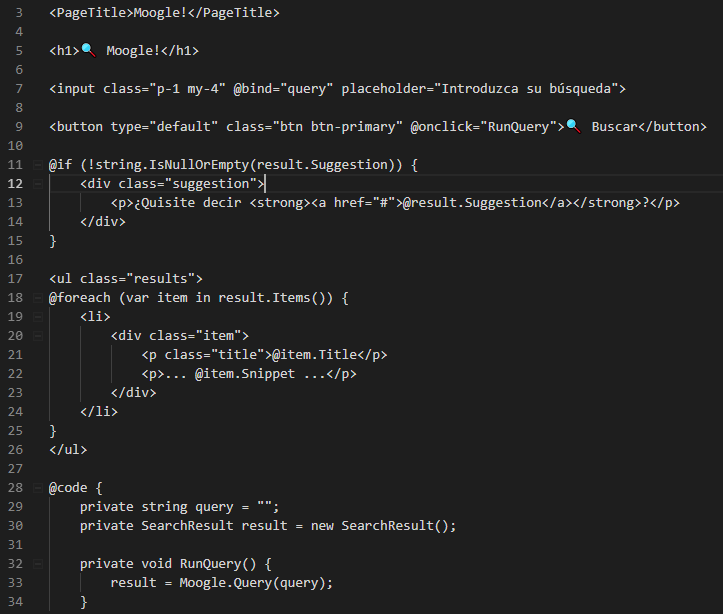 3 <PageTitle>Moogle!</PageTitle>
4
5 <h1>🔍 Moogle!</h1>
6
7 <input class="p-1 my-4" @bind="query" placeholder="Introduzca su búsqueda">
8
9 <button type="default" class="btn btn-primary" @onclick="RunQuery">🔍 Buscar</button>
10
11 @if (!string.IsNullOrEmpty(result.Suggestion)) {
12     <div class="suggestion">
13         <p>¿Quisite decir <strong><a href="#">@result.Suggestion</a></strong>?</p>
14     </div>
15 }
16
17 <ul class="results">
18 @foreach (var item in result.Items()) {
19     <li>
20         <div class="item">
21             <p class="title">@item.Title</p>
22             <p>... @item.Snippet ...</p>
23         </div>
24     </li>
25 }
26 </ul>
27
28 @code {
29     private string query = "";
30     private SearchResult result = new SearchResult();
31
32     private void RunQuery() {
33         result = Moogle.Query(query);
34     }